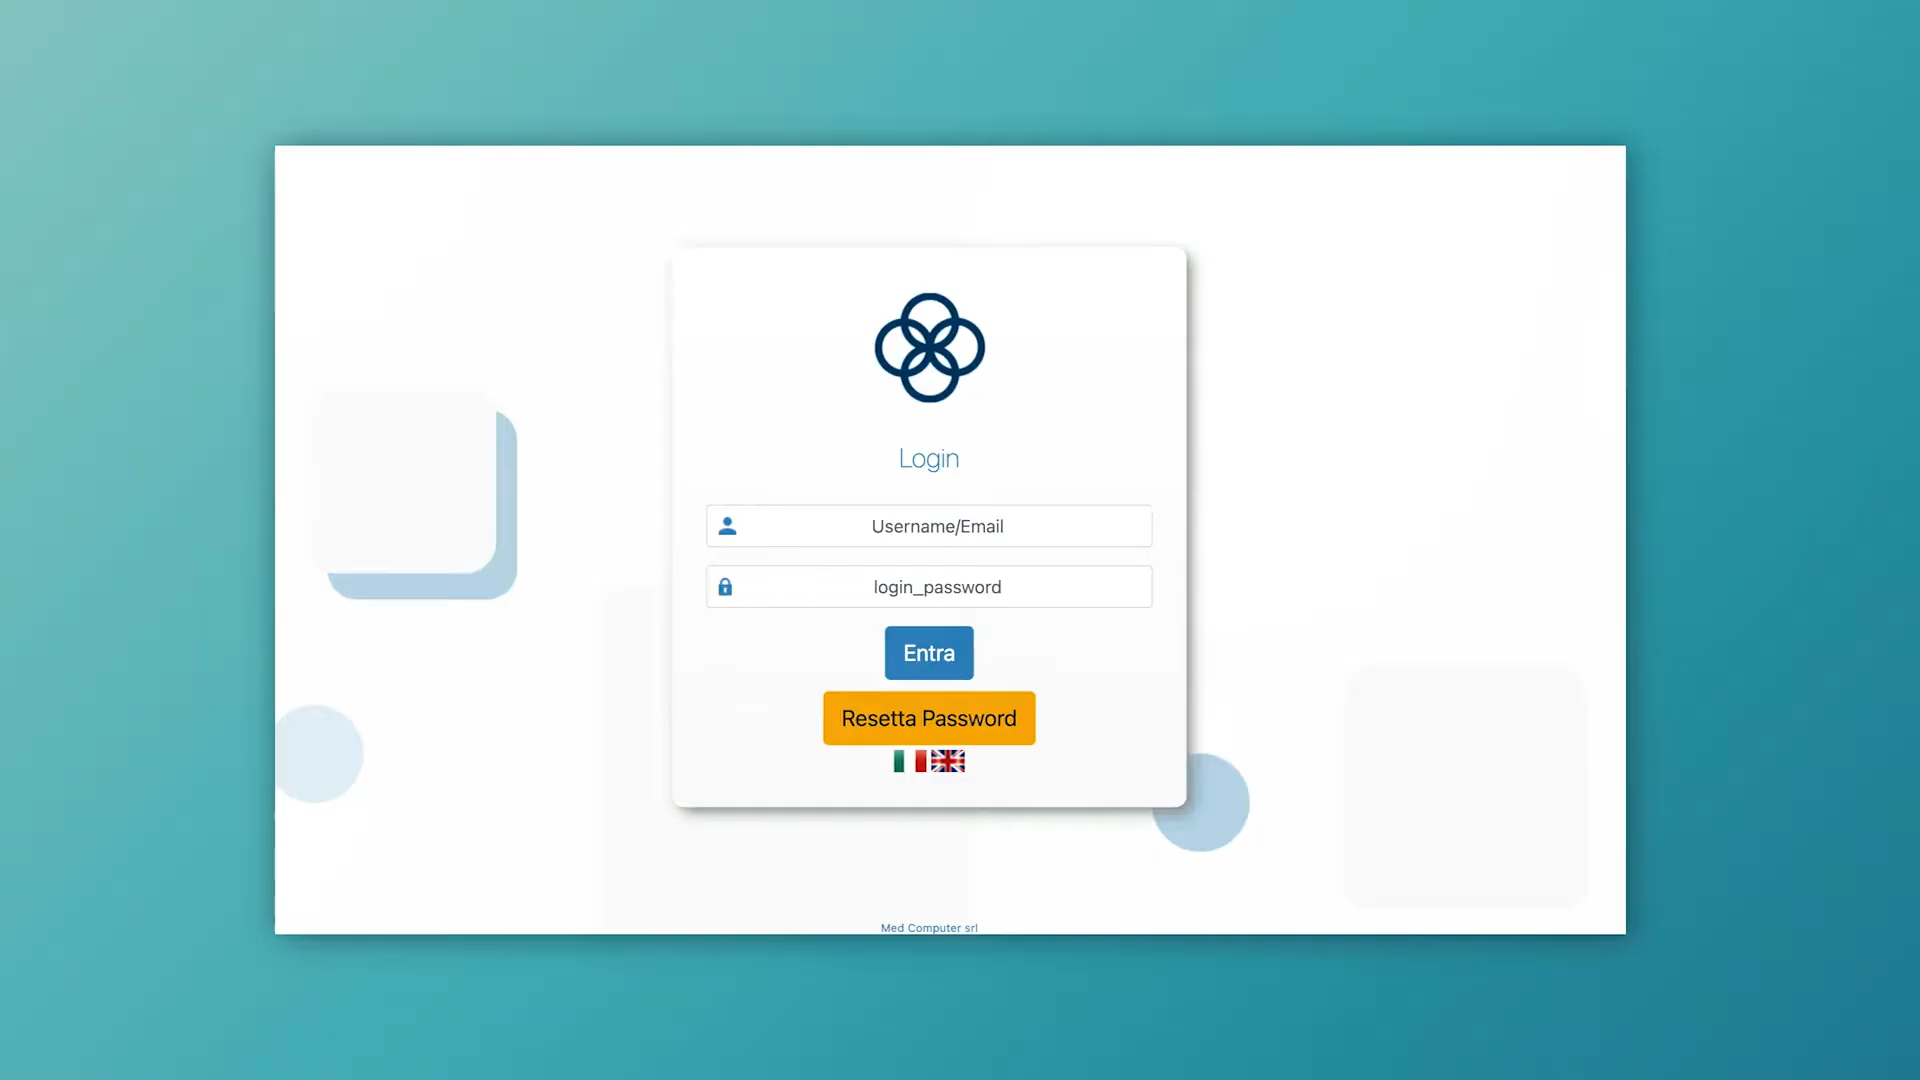 Login
Username/Email
login_password
Entra
Resetta Password
Med Computer srl